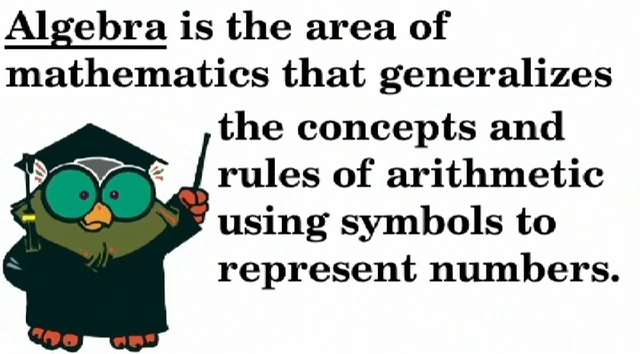 Algebra is the area of
mathematics that generalizes
the concepts and
rules of arithmetic
using symbols to
represent numbers.